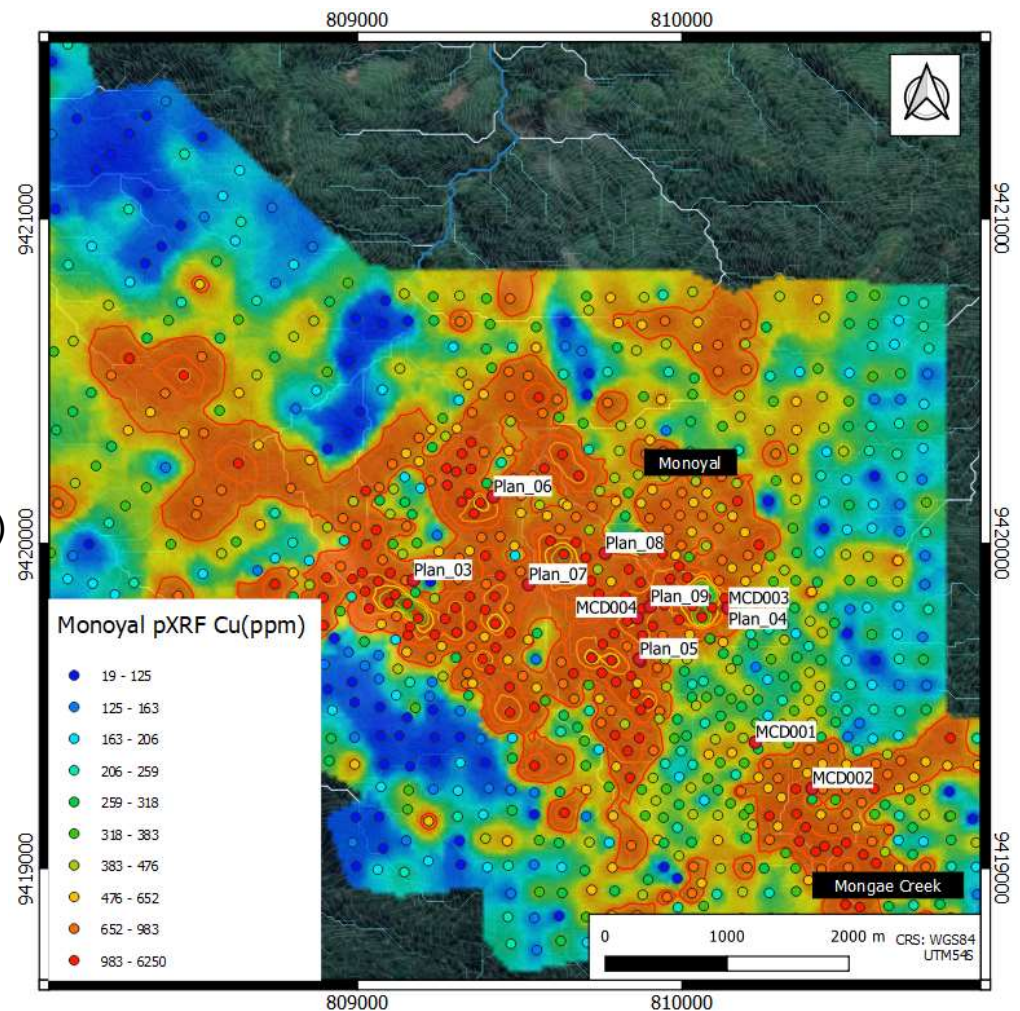 809000 810000
9421000 9421000
Monoyal
Plan_06
9420000 9420000
)
Plan_08
Plan_03
Plan_07
Plan_09
MCD003
MCD004
Plan_04
Plan_05
Monoyal pXRF Cu(ppm)
19 - 125
125 - 163
163 - 206
206 - 259
259 - 318
318 - 383
383 - 476
476 - 652
652 - 983
983 - 6250
MCD001
MCD002
9419000 9419000
Mongae Creek
0 1000 2000 m
CRS: WGS84
UTM54S
809000 810000